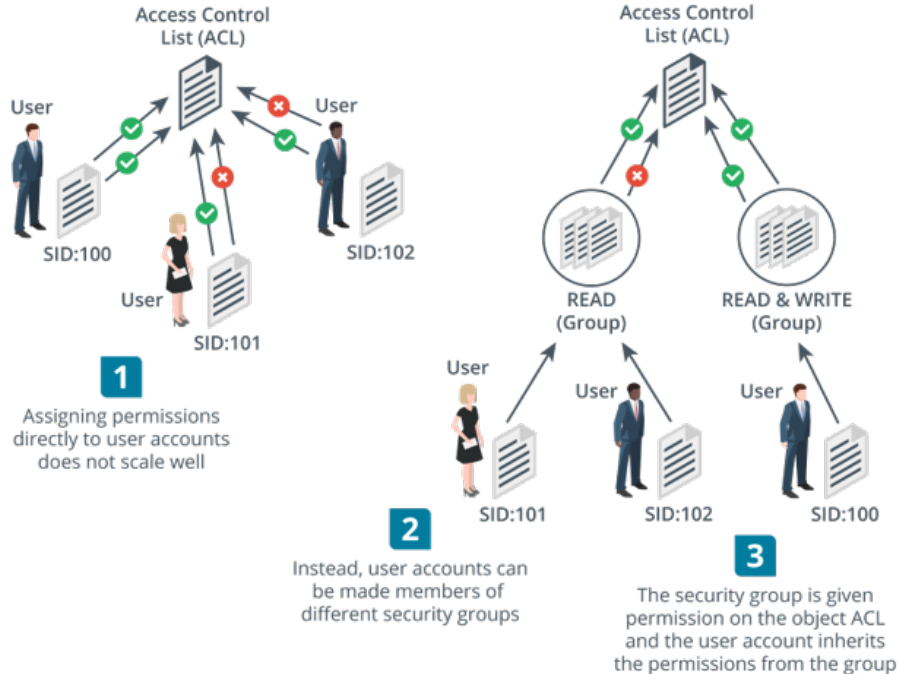 Access Control
List (ACL)
User
User
SID:100
SID:102
User
SID:101
1
Assigning permissions
directly to user accounts
does not scale well
Access Control
List (ACL)
READ
(Group)
READ & WRITE
(Group)
User
User
User
SID:101
SID:102
SID:100
2
Instead, user accounts can
be made members of
different security groups
3
The security group is given
permission on the object ACL
and the user account inherits
the permissions from the group